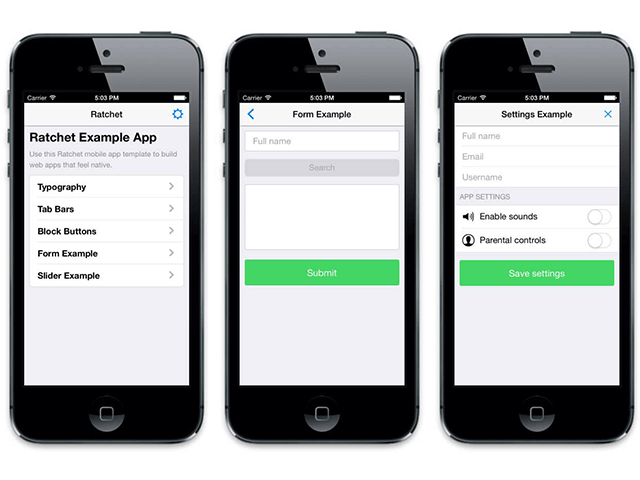 Carrier 5:03 PM
Ratchet
Ratchet Example App
Use this Ratchet mobile app template to build
web apps that feel native.
Typography
Tab Bars
Block Buttons
Form Example
Slider Example
Carrier 5:03 PM
Form Example
Full name
Search
Submit
Carrier 5:03 PM
Settings Example
Full name
Email
Username
APP SETTINGS
Enable sounds
Parental controls
Save settings